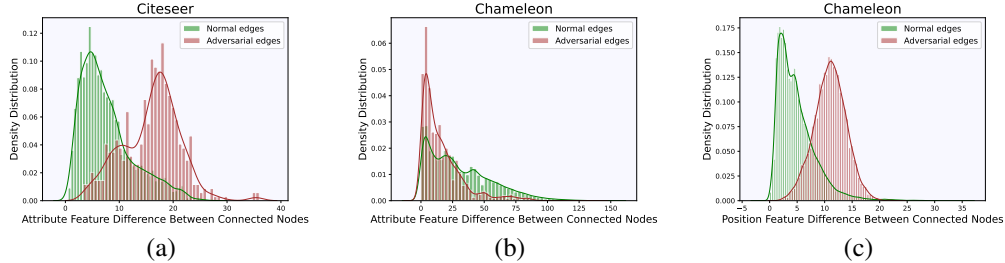 Citeseer
Normal edges
Adversarial edges
Density Distribution
0.12
0.10
0.08
0.06
0.04
0.02
0.00
0 10 20 30 40
Attribute Feature Difference Between Connected Nodes
(a)
Chameleon
Normal edges
Adversarial edges
Density Distribution
0.06
0.05
0.04
0.03
0.02
0.01
0.00
0 25 50 75 100 125 150
Attribute Feature Difference Between Connected Nodes
(b)
Chameleon
Normal edges
Adversarial edges
Density Distribution
0.175
0.150
0.125
0.100
0.075
0.050
0.025
0.000
−5 0 5 10 15 20 25 30 35
Position Feature Difference Between Connected Nodes
(c)